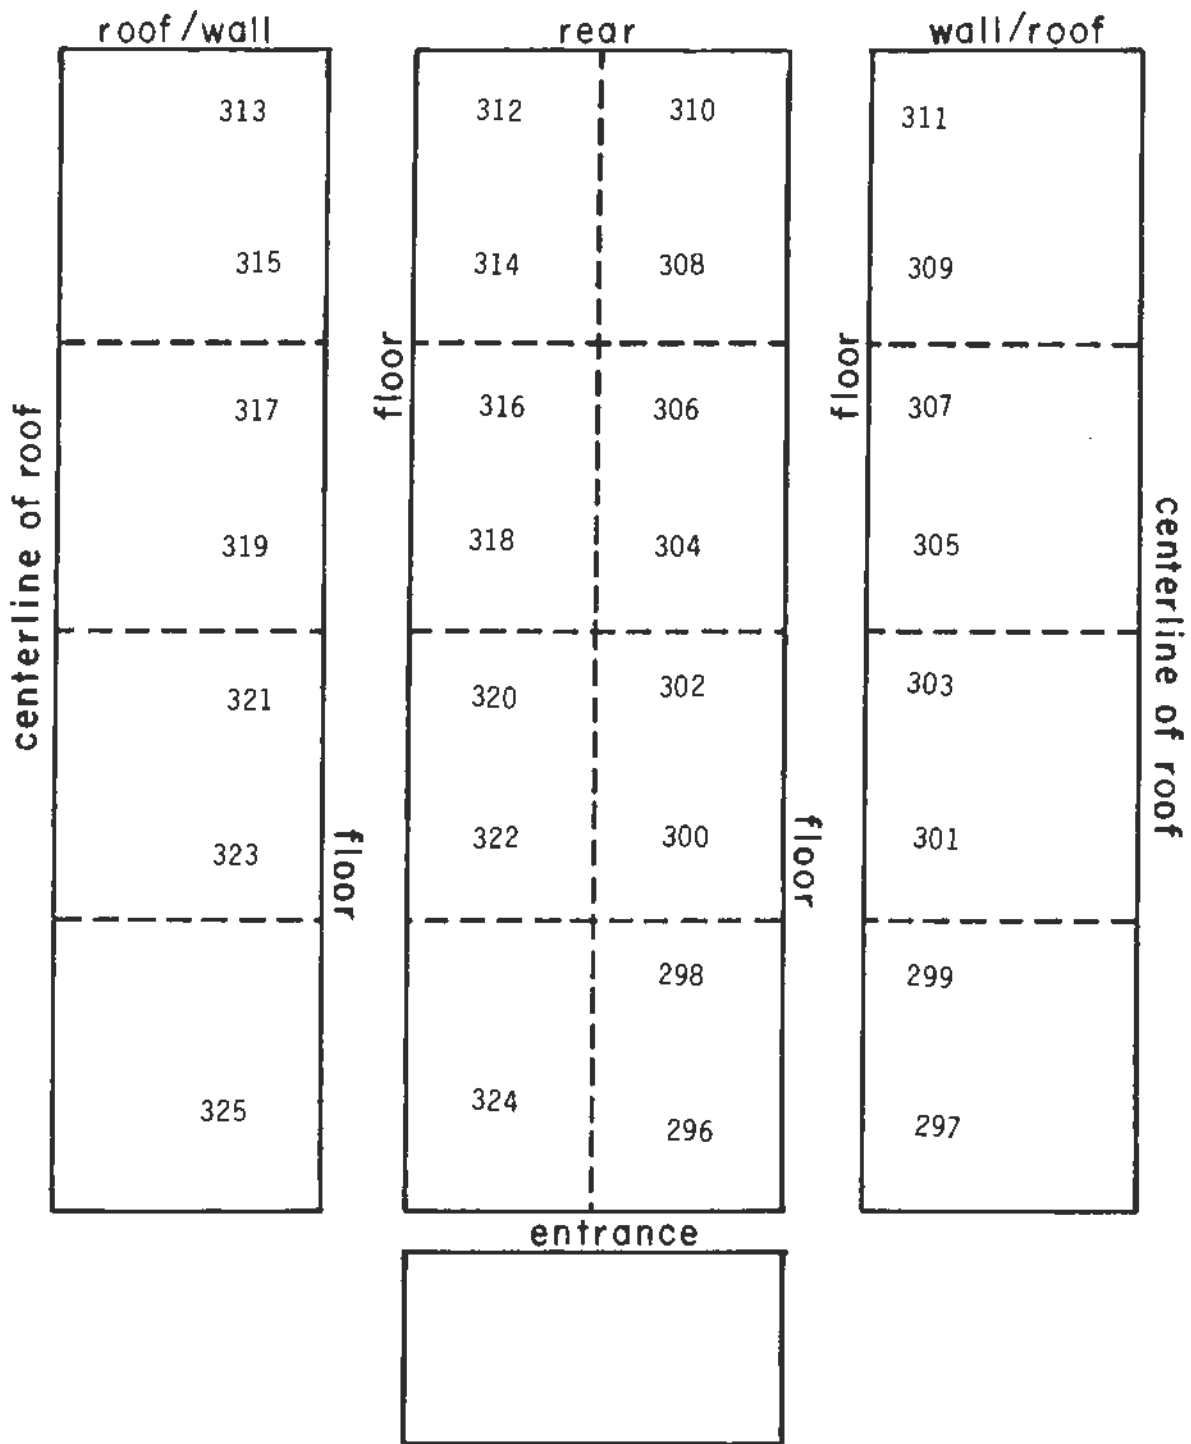 roof/wall rear wall/roof
313 312 310 311
315 314 308 309
floor floor
317 316 306 307
centerline of roof
319 318 304 305
centerline of roof
321 320 302 303
323 322 300 301
floor floor
298 299
325 324 296 297
entrance